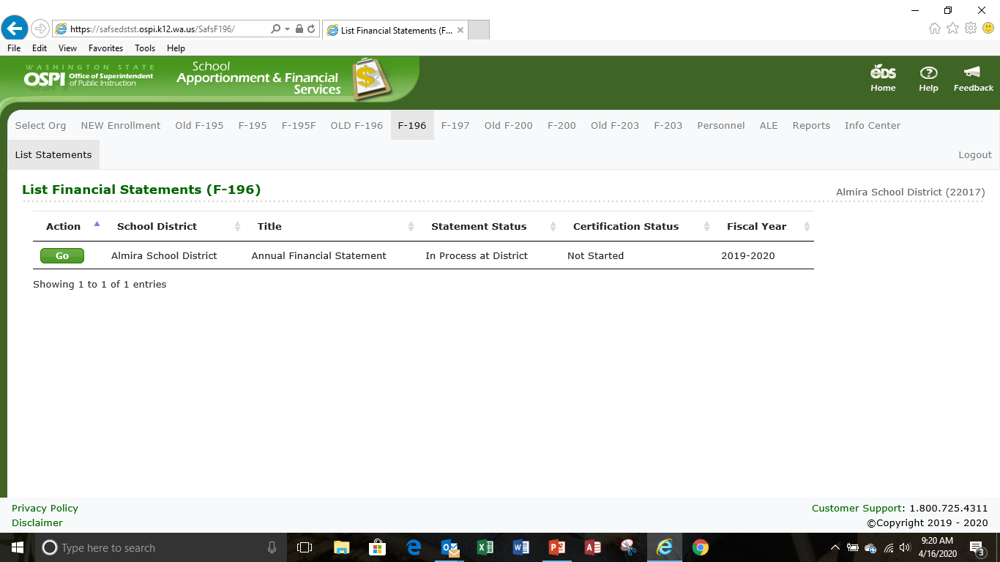 https://safsedstst.ospi.k12.wa.us/SafsF196/
List Financial Statements (F...
File Edit View Favorites Tools Help
WASHINGTON STATE
OSPI Office of Superintendent
of Public Instruction
School
Apportionment & Financial
Services
eds
Home Help Feedback
Select Org NEW Enrollment Old F-195 F-195 F-195F OLD F-196 F-196 F-197 Old F-200 F-200 Old F-203 F-203 Personnel ALE Reports Info Center
List Statements Logout
List Financial Statements (F-196)
Almira School District (22017)
Action School District Title Statement Status Certification Status Fiscal Year
Go Almira School District Annual Financial Statement In Process at District Not Started 2019-2020
Showing 1 to 1 of 1 entries
Privacy Policy Customer Support: 1.800.725.4311
Disclaimer ©Copyright 2019 - 2020
Type here to search
9:20 AM
4/16/2020
3